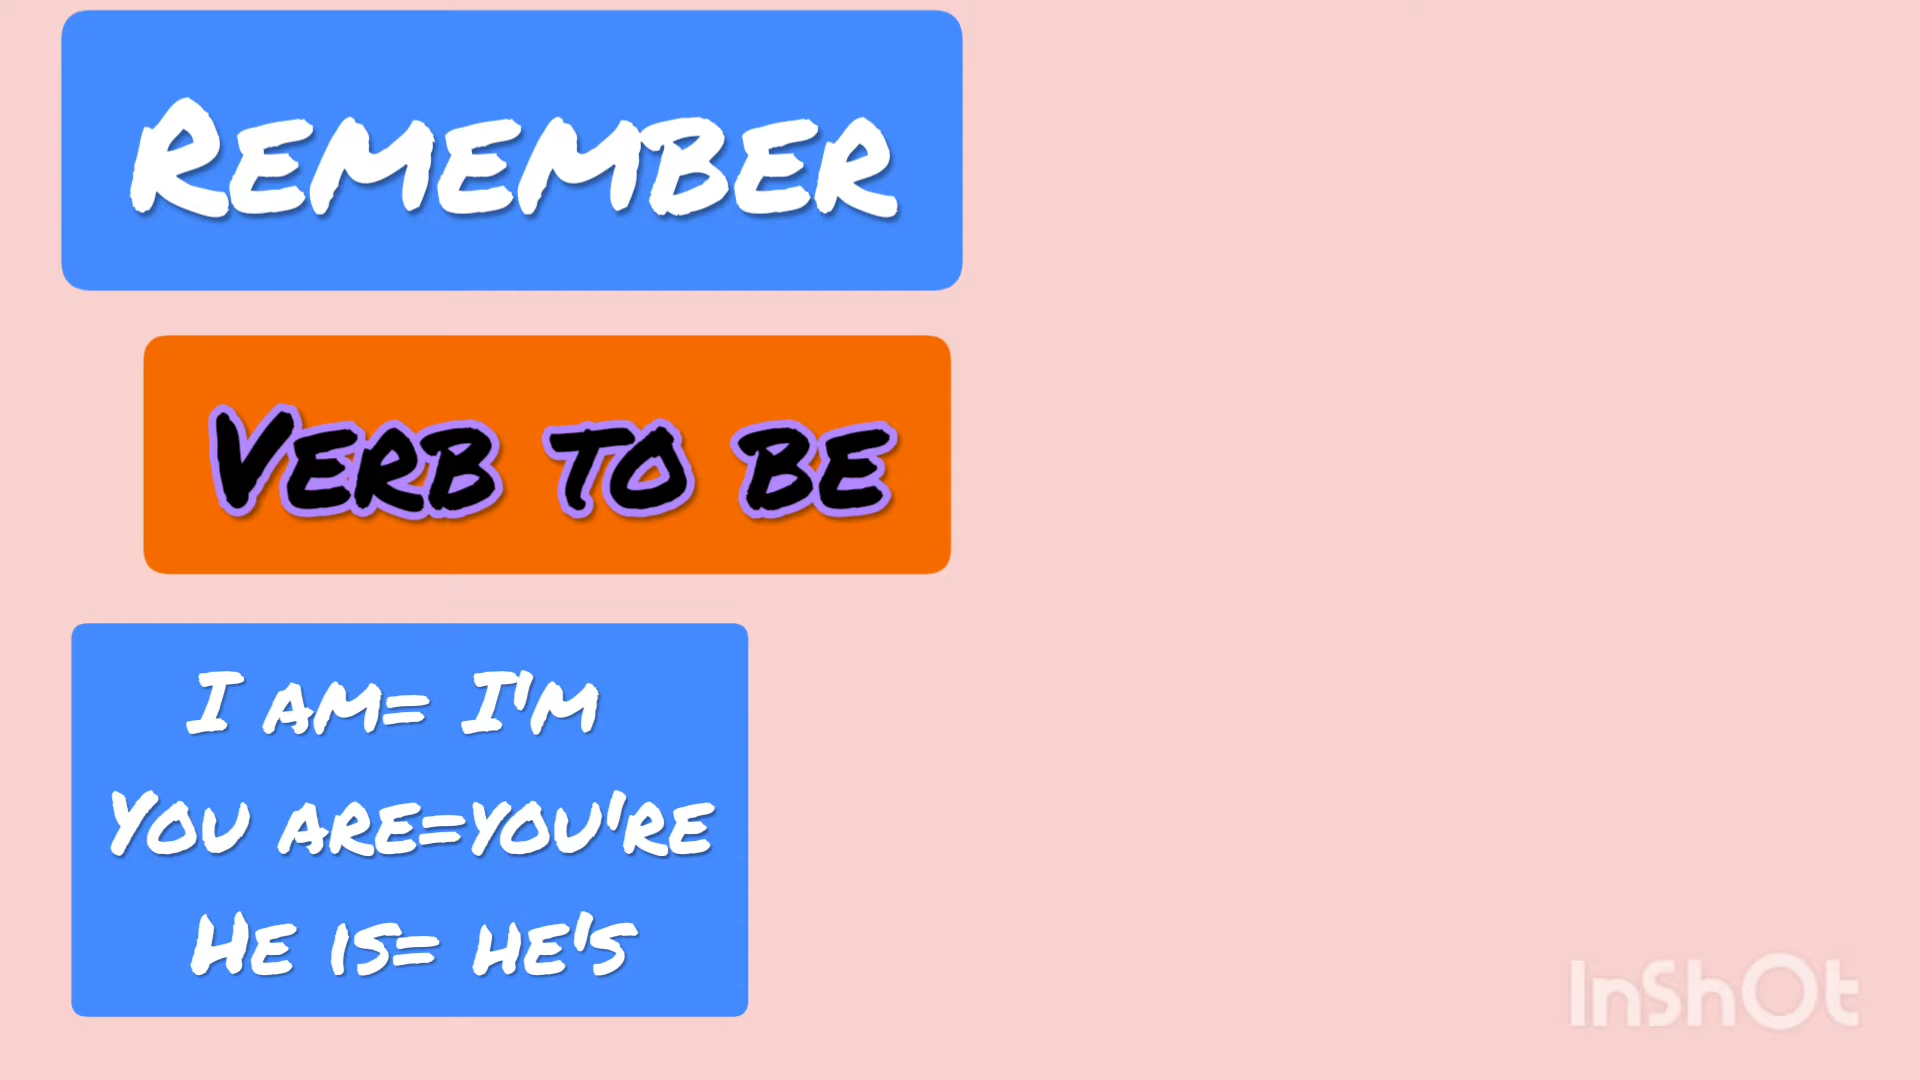 Remember
Verb to be
I am= I'm
You are=you're
He is= he's
InShOt